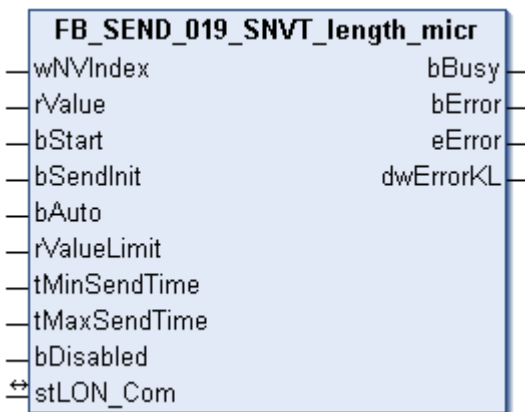 FB_SEND_019_SNVT_length_micr
wNVIndex bBusy
rValue bError
bStart eError
bSendInit dwErrorKL
bAuto
rValueLimit
tMinSendTime
tMaxSendTime
bDisabled
stLON_Com